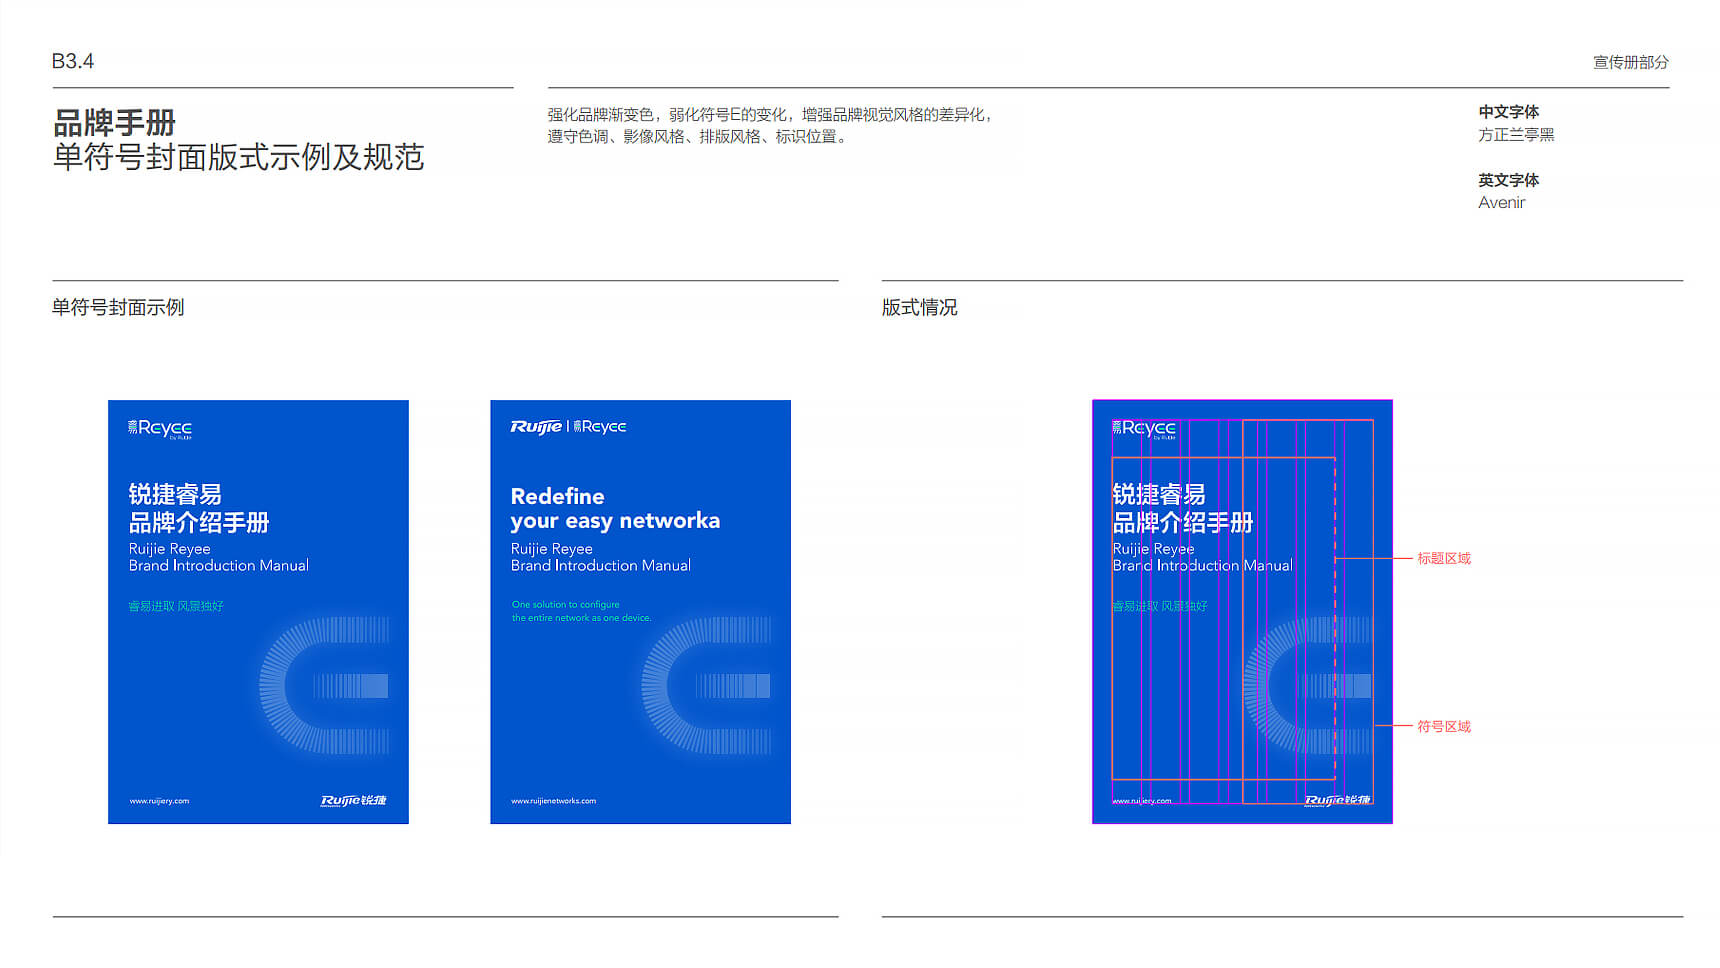 B3.4
宣传册部分
品牌手册
单符号封面版式示例及规范
强化品牌渐变色，弱化符号E的变化，增强品牌视觉风格的差异化，
遵守色调、影像风格、排版风格、标识位置。
中文字体
方正兰亭黑
英文字体
Avenir
单符号封面示例
版式情况
睿易Reyee
by Ruijie
锐捷睿易
品牌介绍手册
Ruijie Reyee
Brand Introduction Manual
睿易进取 风景独好
www.ruijiery.com
Ruijie锐捷
Ruijie | 睿易Reyee
Redefine
your easy networka
Ruijie Reyee
Brand Introduction Manual
One solution to configure
the entire network as one device.
www.ruijienetworks.com
睿易Reyee
by Ruijie
锐捷睿易
品牌介绍手册
Ruijie Reyee
Brand Introduction Manual
睿易进取 风景独好
www.ruijiery.com
Ruijie锐捷
标题区域
符号区域